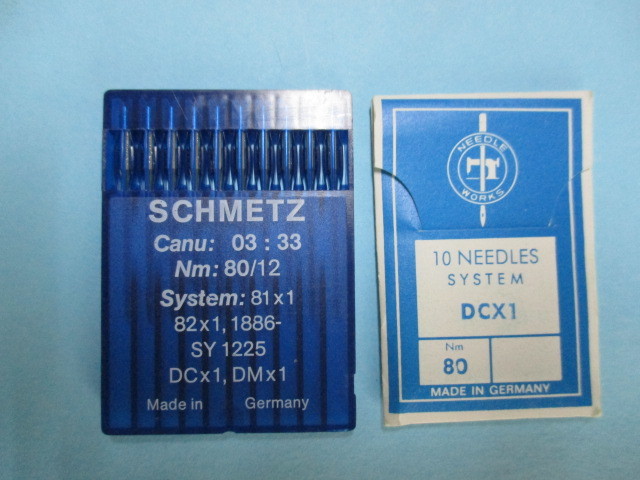 SCHMETZ
Canu: 03 : 33
Nm: 80/12
System: 81x1
82x1, 1886-
SY 1225
DCx1, DMx1
Made in Germany
NEEDLE
WORKS
10 NEEDLES
SYSTEM
DCX1
Nm
80
MADE IN GERMANY